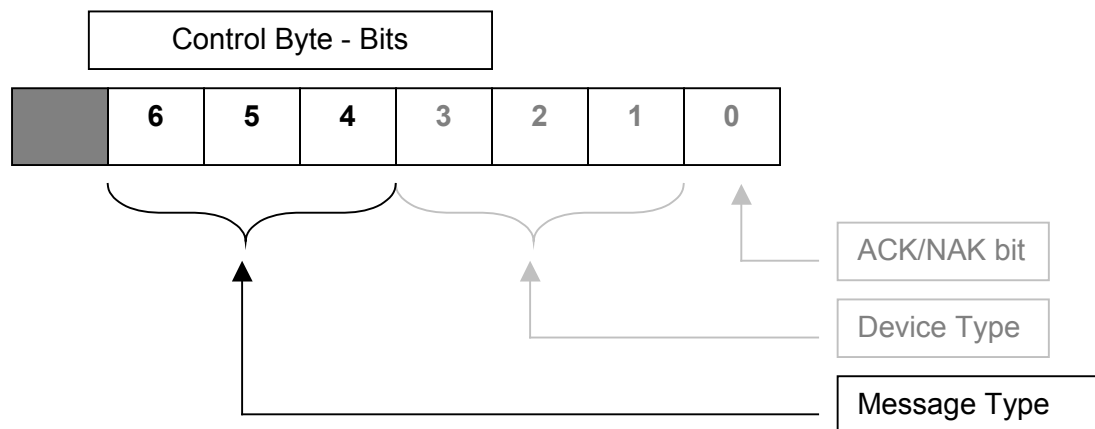 Control Byte - Bits
6 5 4 3 2 1 0
ACK/NAK bit
Device Type
Message Type